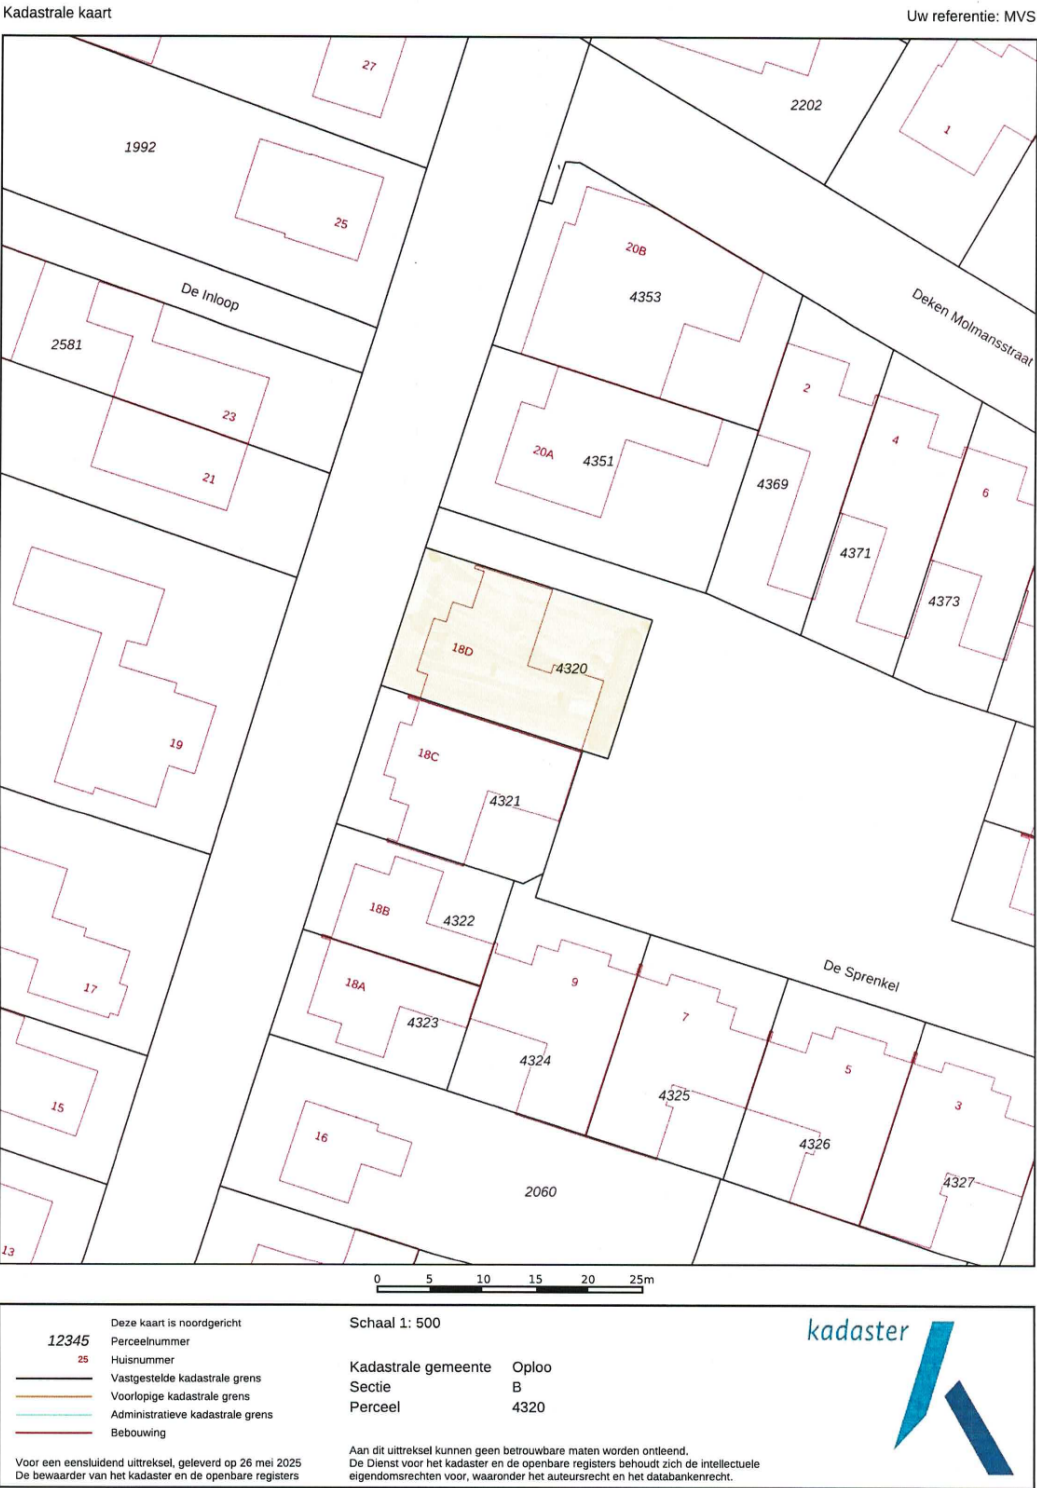 Kadastrale kaart
Uw referentie: MVS
27
2202
1
1992
25
20B
4353
De Inloop
Deken Molmansstraat
2581
23
21
2
4
6
20A
4351
4369
4371
4373
18D
4320
19
18C
4321
18B
4322
De Sprenkel
17
18A
4323
9
7
5
3
4324
4325
4326
4327
15
16
2060
13
0 5 10 15 20 25m
Deze kaart is noordgericht
12345 Perceelnummer
25 Huisnummer
Vastgestelde kadastrale grens
Voorlopige kadastrale grens
Administratieve kadastrale grens
Bebouwing
Voor een eensluidend uittreksel, geleverd op 26 mei 2025
De bewaarder van het kadaster en de openbare registers
Schaal 1: 500
Kadastrale gemeente Oploo
Sectie B
Perceel 4320
Aan dit uittreksel kunnen geen betrouwbare maten worden ontleend.
De Dienst voor het kadaster en de openbare registers behoudt zich de intellectuele
eigendomsrechten voor, waaronder het auteursrecht en het databankenrecht.
kadaster